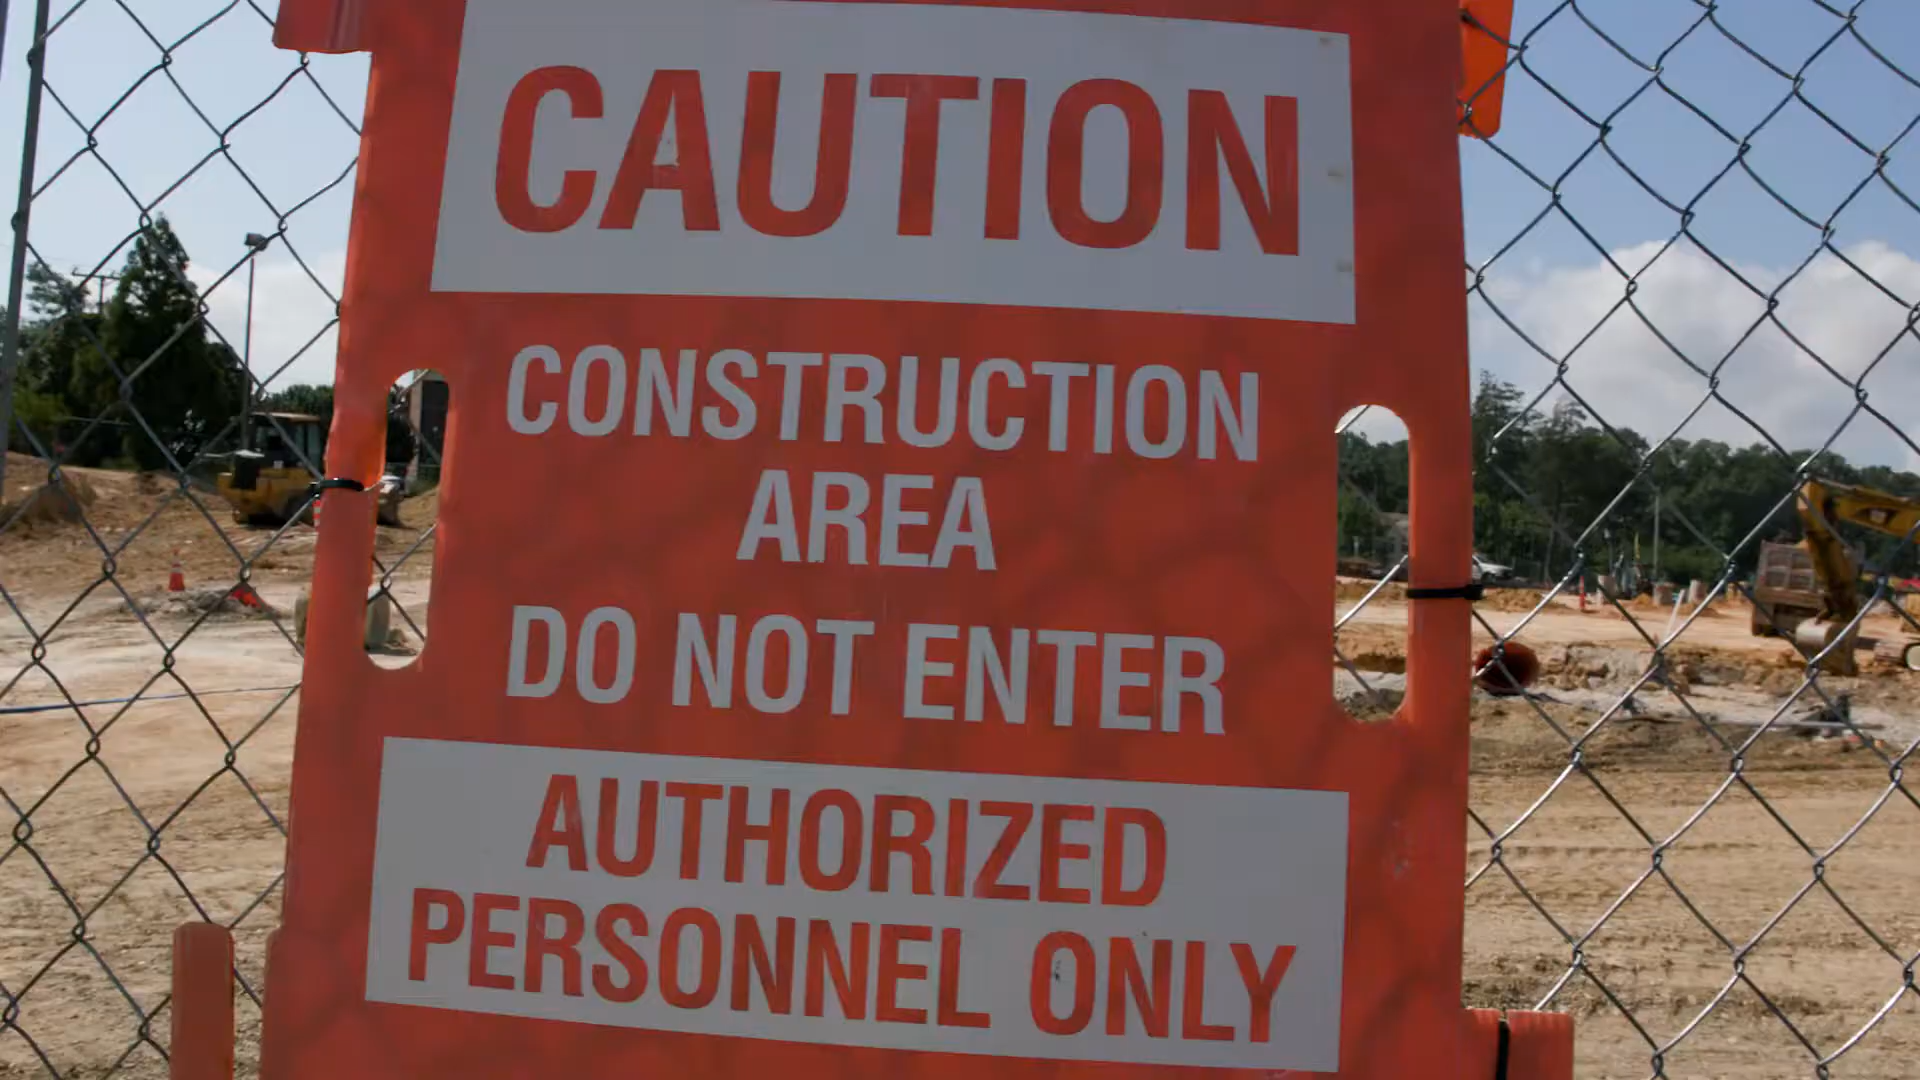 CAUTION
CONSTRUCTION
AREA
DO NOT ENTER
AUTHORIZED
PERSONNEL ONLY